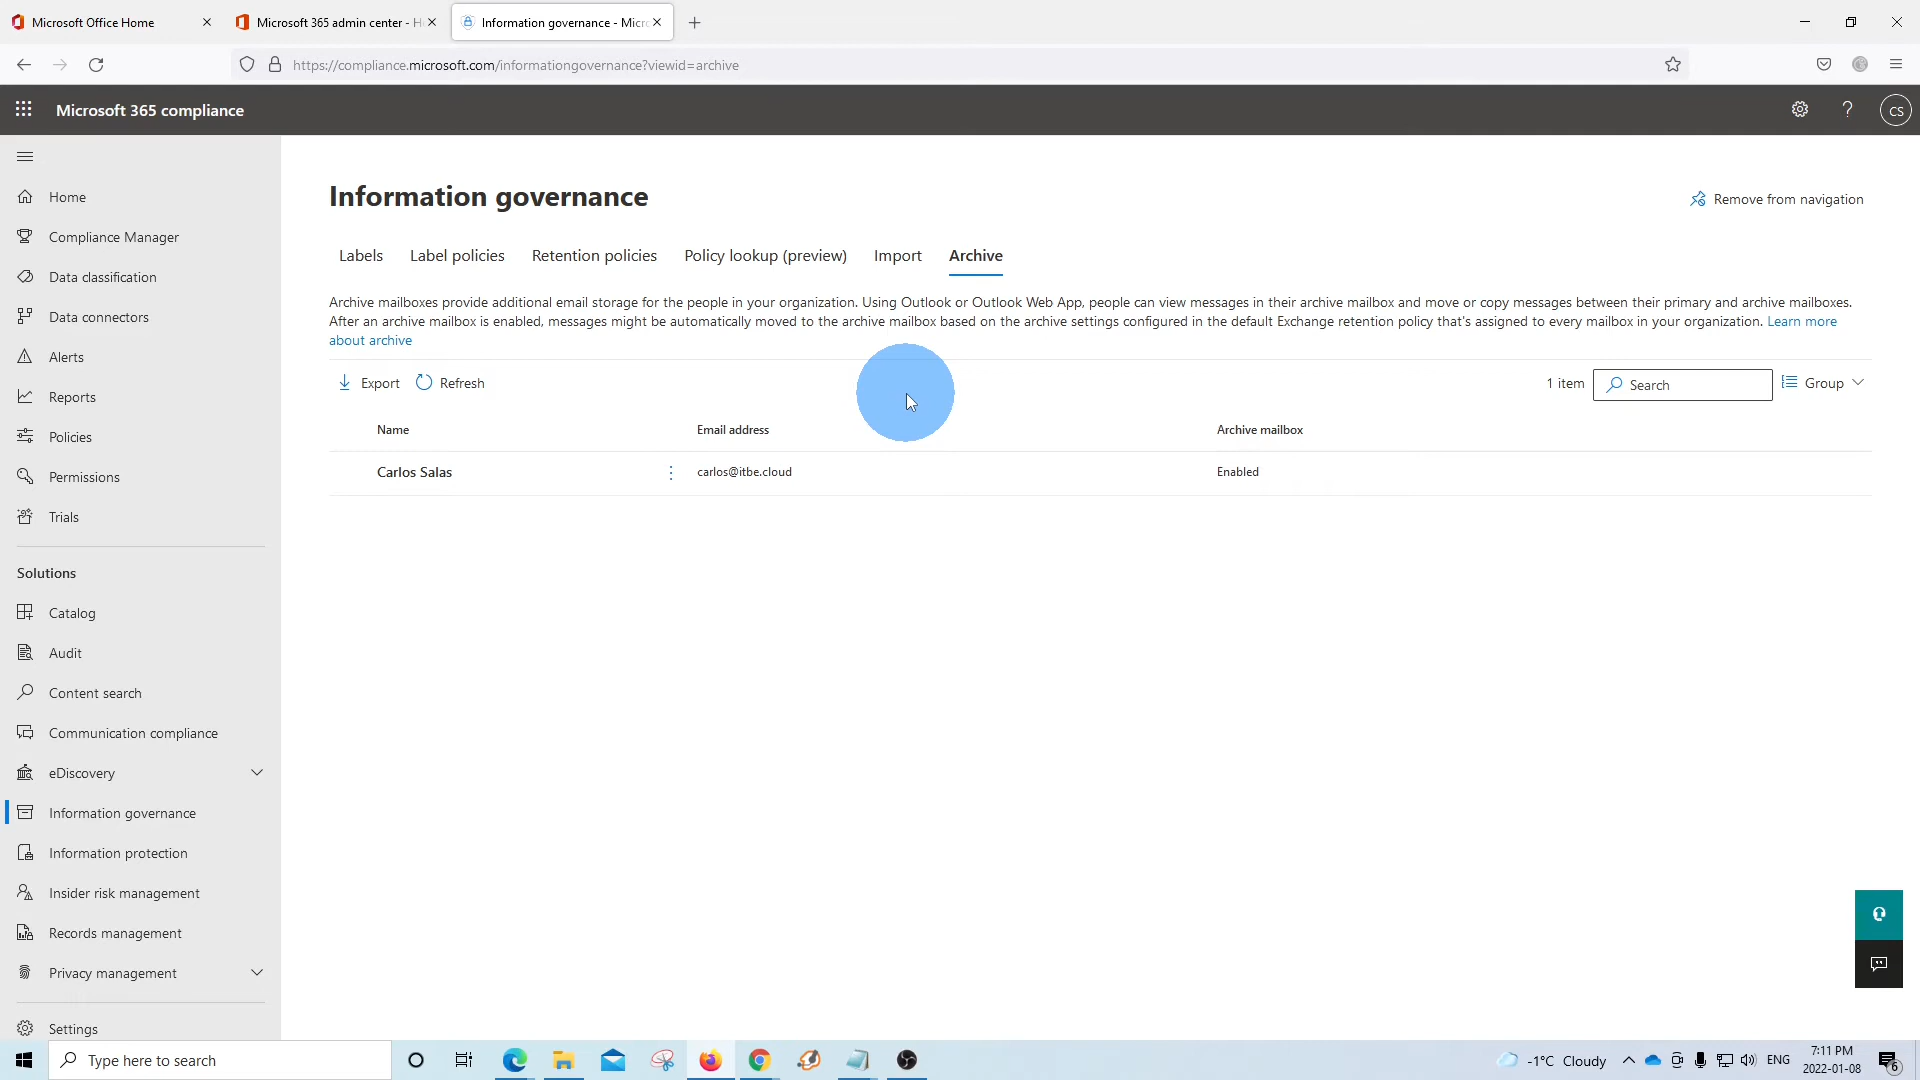 Microsoft Office Home
Microsoft 365 admin center - H
Information governance - Micr
https://compliance.microsoft.com/informationgovernance?viewid=archive
Microsoft 365 compliance
CS
Home
Compliance Manager
Data classification
Data connectors
Alerts
Reports
Policies
Permissions
Trials
Solutions
Catalog
Audit
Content search
Communication compliance
eDiscovery
Information governance
Information protection
Insider risk management
Records management
Privacy management
Settings
Information governance
Remove from navigation
Labels Label policies Retention policies Policy lookup (preview) Import Archive
Archive mailboxes provide additional email storage for the people in your organization. Using Outlook or Outlook Web App, people can view messages in their archive mailbox and move or copy messages between their primary and archive mailboxes.
After an archive mailbox is enabled, messages might be automatically moved to the archive mailbox based on the archive settings configured in the default Exchange retention policy that's assigned to every mailbox in your organization. Learn more
about archive
Export Refresh 1 item Search Group
Name Email address Archive mailbox
Carlos Salas carlos@itbe.cloud Enabled
Type here to search
-1°C Cloudy
ENG
7:11 PM
2022-01-08
6